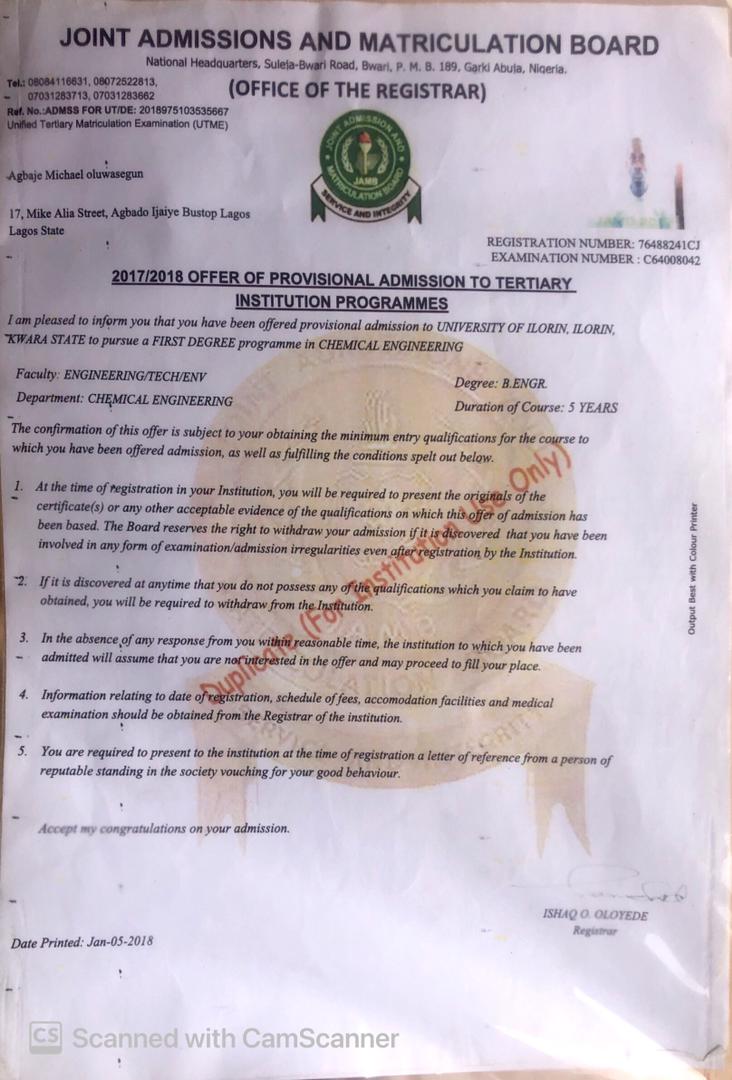 JOINT ADMISSIONS AND MATRICULATION BOARD
National Headquarters, Suleja-Bwari Road, Bwari, P. M. B. 189, Garki Abuja, Nigeria.
(OFFICE OF THE REGISTRAR)
Tel.: 08084116631, 08072522813,
07031283713, 07031283662
Ref. No.:ADMSS FOR UT/DE: 2018975103535667
Unified Tertiary Matriculation Examination (UTME)
JOINT ADMISSION AND
MATRICULATION BOARD
JAMB
SERVICE AND INTEGRITY
Agbaje Michael oluwasegun
17, Mike Alia Street, Agbado Ijaiye Bustop Lagos
Lagos State
REGISTRATION NUMBER: 76488241CJ
EXAMINATION NUMBER : C64008042
2017/2018 OFFER OF PROVISIONAL ADMISSION TO TERTIARY
INSTITUTION PROGRAMMES
I am pleased to inform you that you have been offered provisional admission to UNIVERSITY OF ILORIN, ILORIN,
KWARA STATE to pursue a FIRST DEGREE programme in CHEMICAL ENGINEERING
Faculty: ENGINEERING/TECH/ENV
Degree: B.ENGR.
Department: CHEMICAL ENGINEERING
Duration of Course: 5 YEARS
The confirmation of this offer is subject to your obtaining the minimum entry qualifications for the course to
which you have been offered admission, as well as fulfilling the conditions spelt out below.
1. At the time of registration in your Institution, you will be required to present the originals of the
certificate(s) or any other acceptable evidence of the qualifications on which this offer of admission has
been based. The Board reserves the right to withdraw your admission if it is discovered that you have been
involved in any form of examination/admission irregularities even after registration by the Institution.
2. If it is discovered at anytime that you do not possess any of the qualifications which you claim to have
obtained, you will be required to withdraw from the Institution.
3. In the absence of any response from you within reasonable time, the institution to which you have been
admitted will assume that you are not interested in the offer and may proceed to fill your place.
4. Information relating to date of registration, schedule of fees, accomodation facilities and medical
examination should be obtained from the Registrar of the institution.
5. You are required to present to the institution at the time of registration a letter of reference from a person of
reputable standing in the society vouching for your good behaviour.
Duplicate (For Institution Use Only)
Output Best with Colour Printer
Accept my congratulations on your admission.
ISHAQ O. OLOYEDE
Registrar
Date Printed: Jan-05-2018
CS Scanned with CamScanner